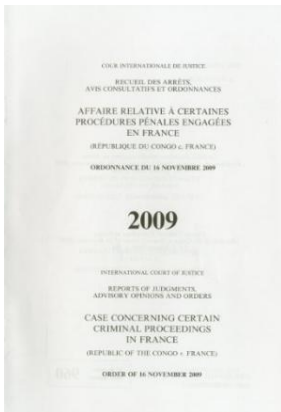 COUR INTERNATIONALE DE JUSTICE
RECUEIL DES ARRÊTS,
AVIS CONSULTATIFS ET ORDONNANCES
AFFAIRE RELATIVE À CERTAINES
PROCÉDURES PÉNALES ENGAGÉES
EN FRANCE
(RÉPUBLIQUE DU CONGO c. FRANCE)
ORDONNANCE DU 16 NOVEMBRE 2009
2009
INTERNATIONAL COURT OF JUSTICE
REPORTS OF JUDGMENTS,
ADVISORY OPINIONS AND ORDERS
CASE CONCERNING CERTAIN
CRIMINAL PROCEEDINGS
IN FRANCE
(REPUBLIC OF THE CONGO v. FRANCE)
ORDER OF 16 NOVEMBER 2009